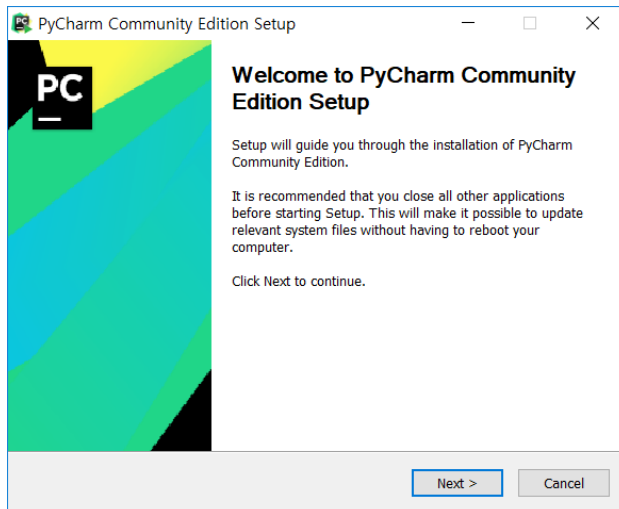 PyCharm Community Edition Setup
PC
Welcome to PyCharm Community
Edition Setup
Setup will guide you through the installation of PyCharm
Community Edition.
It is recommended that you close all other applications
before starting Setup. This will make it possible to update
relevant system files without having to reboot your
computer.
Click Next to continue.
Next >
Cancel